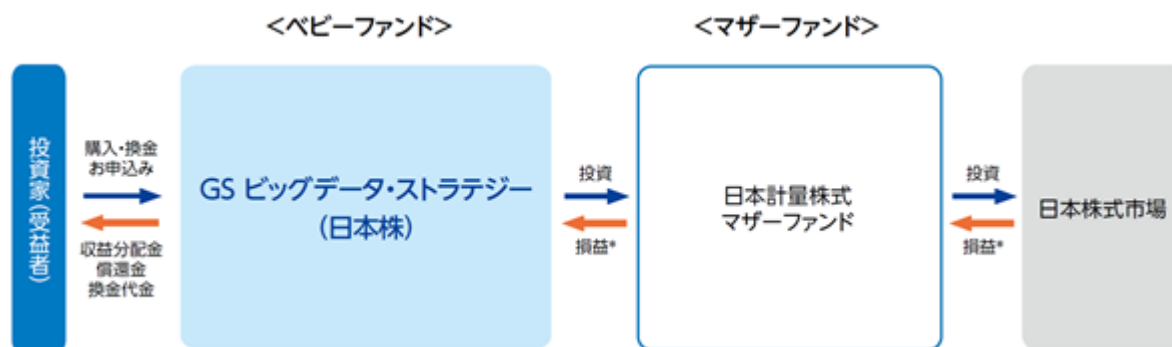 <ベビーファンド>
<マザーファンド>
投資家(受益者)
購入・換金
お申込み
収益分配金
償還金
換金代金
GS ビッグデータ・ストラテジー
(日本株)
投資
損益*
日本計量株式
マザーファンド
投資
損益*
日本株式市場